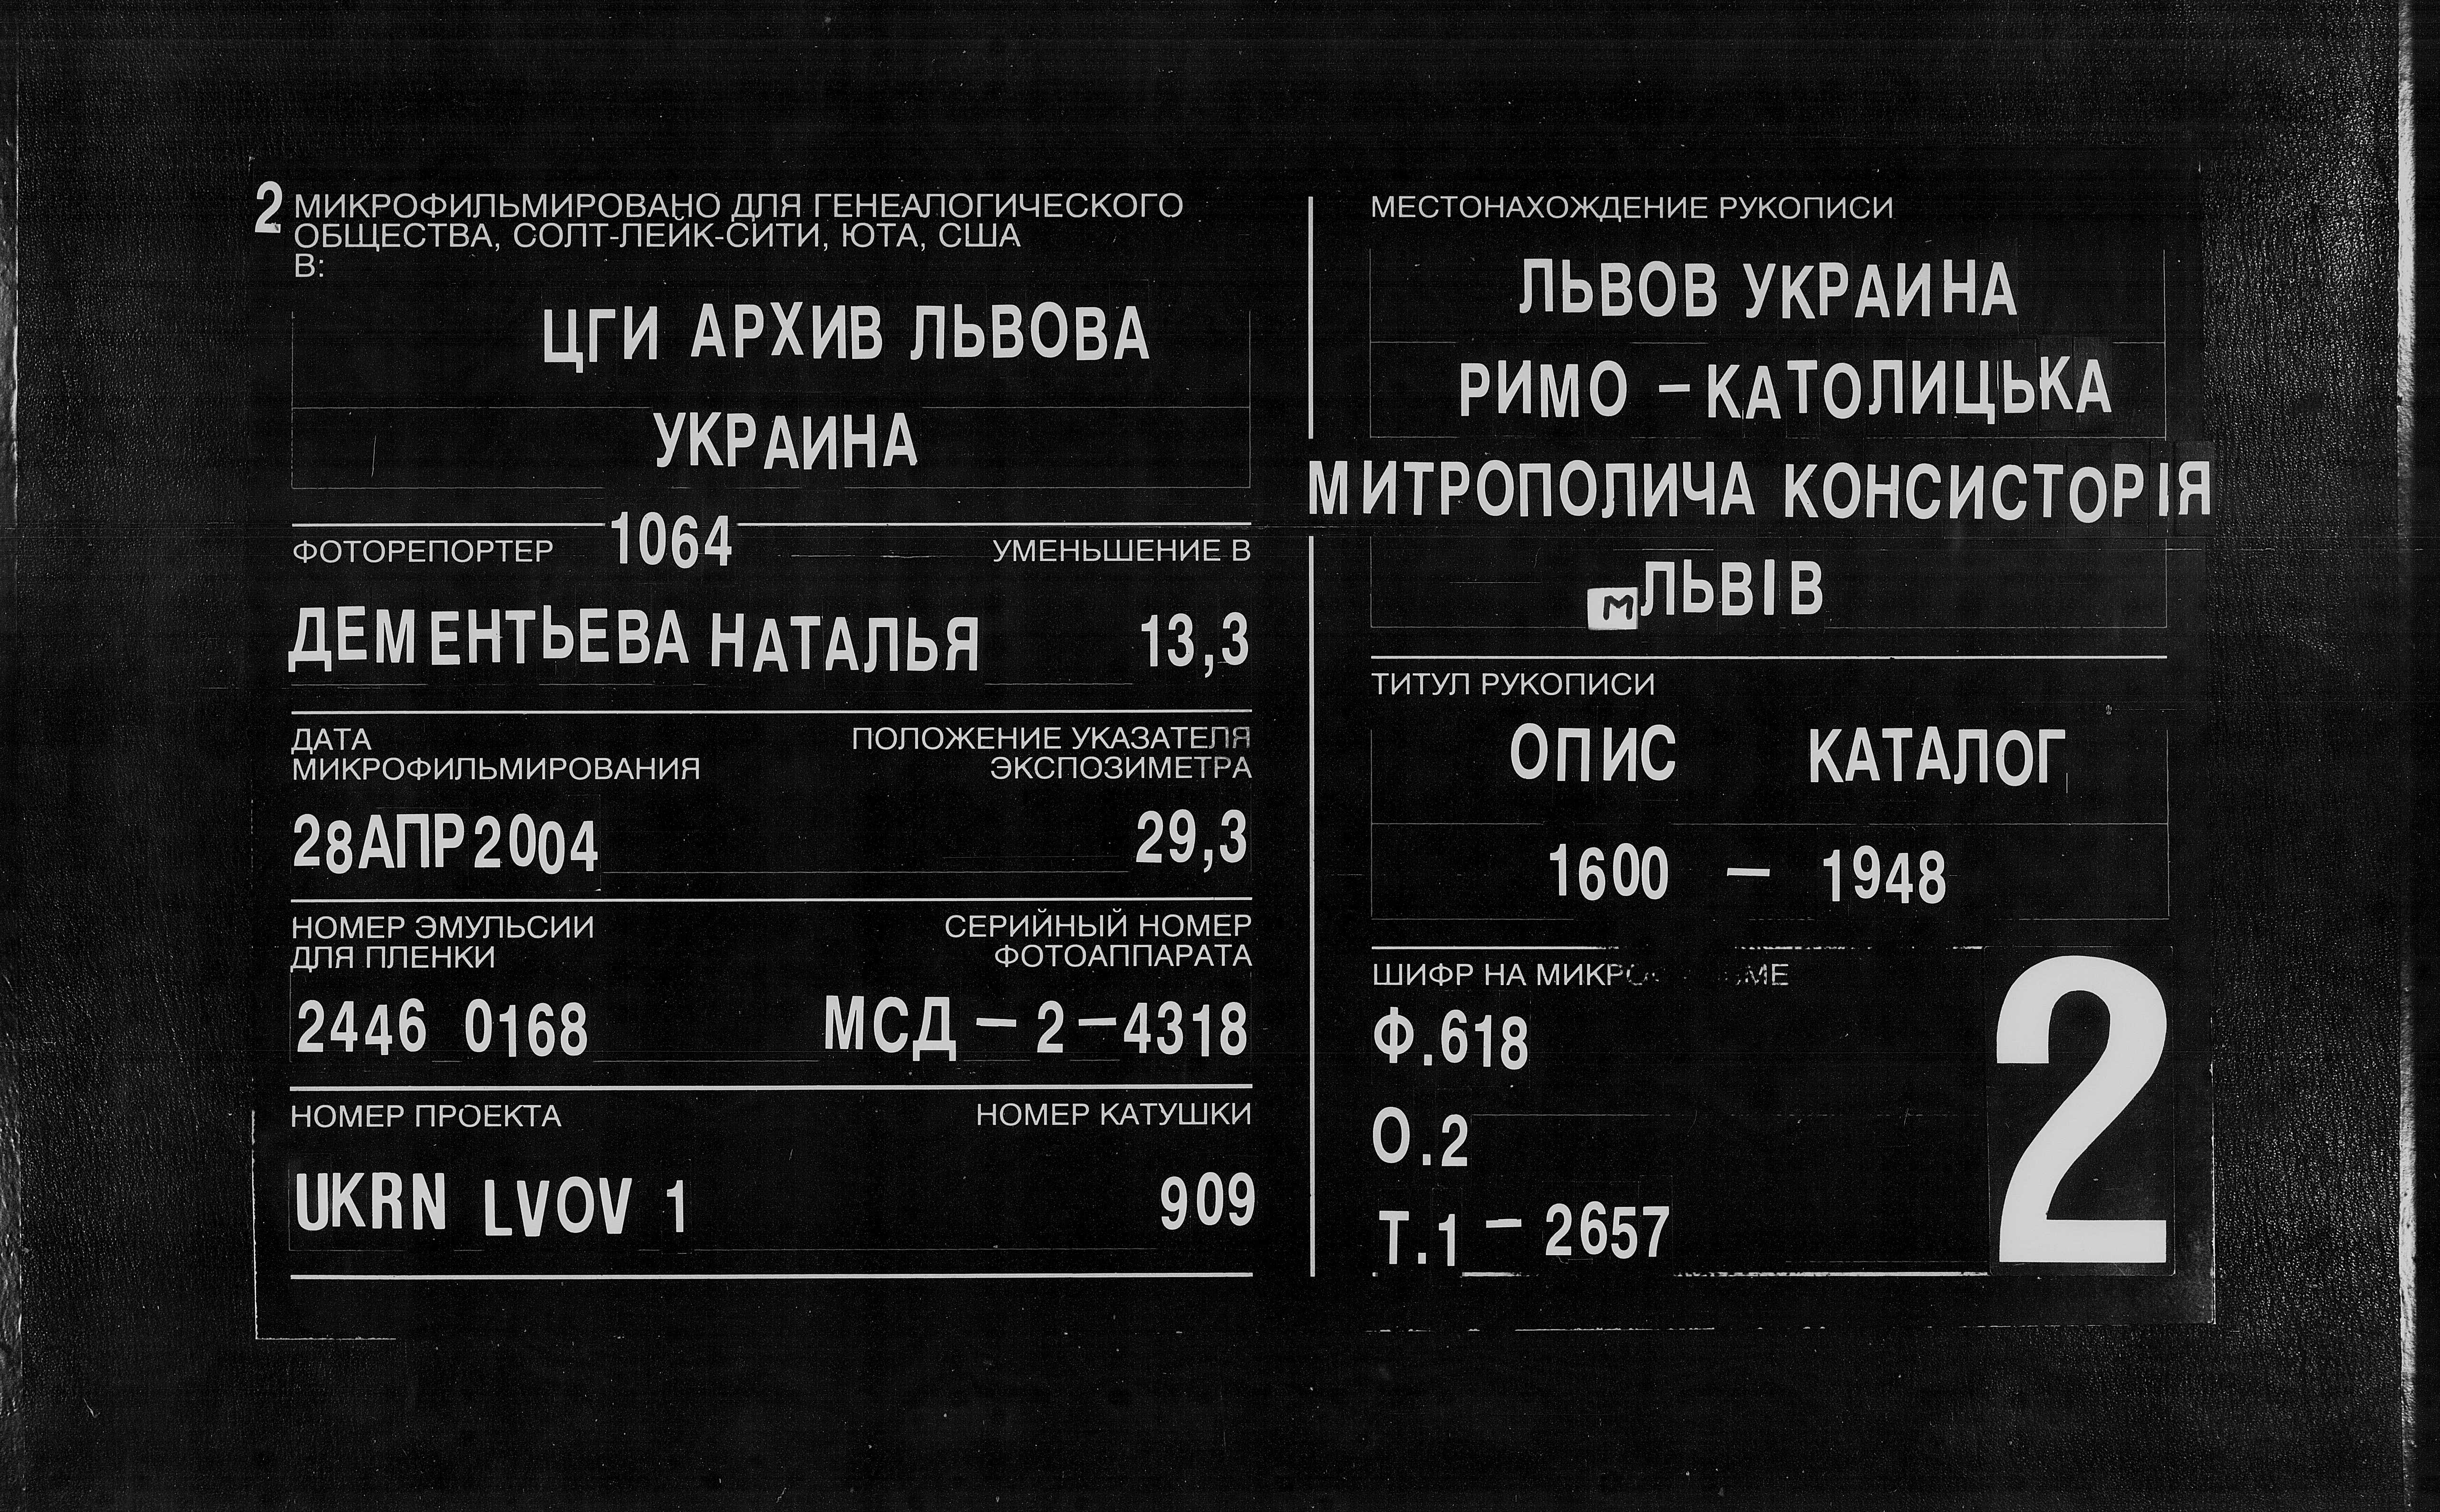 2 МИКРОФИЛЬМИРОВАНО ДЛЯ ГЕНЕАЛОГИЧЕСКОГО
ОБЩЕСТВА, СОЛТ-ЛЕЙК-СИТИ, ЮТА, США
В:
ЦГИ АРХИВ ЛЬВОВА
УКРАИНА
ФОТОРЕПОРТЕР 1064 УМЕНЬШЕНИЕ В
ДЕМЕНТЬЕВА НАТАЛЬЯ 13,3
ДАТА
МИКРОФИЛЬМИРОВАНИЯ
ПОЛОЖЕНИЕ УКАЗАТЕЛЯ
ЭКСПОЗИМЕТРА
28АПР2004 29,3
НОМЕР ЭМУЛЬСИИ
ДЛЯ ПЛЕНКИ
СЕРИЙНЫЙ НОМЕР
ФОТОАППАРАТА
2446 0168 МСД – 2 – 4318
НОМЕР ПРОЕКТА НОМЕР КАТУШКИ
UKRN LVOV 1 909
МЕСТОНАХОЖДЕНИЕ РУКОПИСИ
ЛЬВОВ УКРАИНА
РИМО – КАТОЛИЦЬКА
МИТРОПОЛИЧА КОНСИСТОРІЯ
м ЛЬВІВ
ТИТУЛ РУКОПИСИ
ОПИС КАТАЛОГ
1600 – 1948
ШИФР НА
Ф.618
О.2
Т.1 – 2657
2